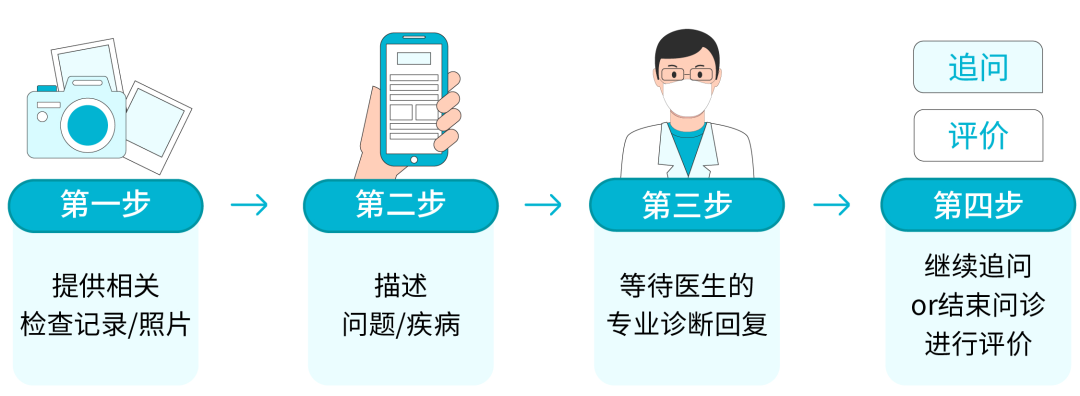 追问
评价
第一步
第二步
第三步
第四步
提供相关
检查记录/照片
描述
问题/疾病
等待医生的
专业诊断回复
继续追问
or结束问诊
进行评价